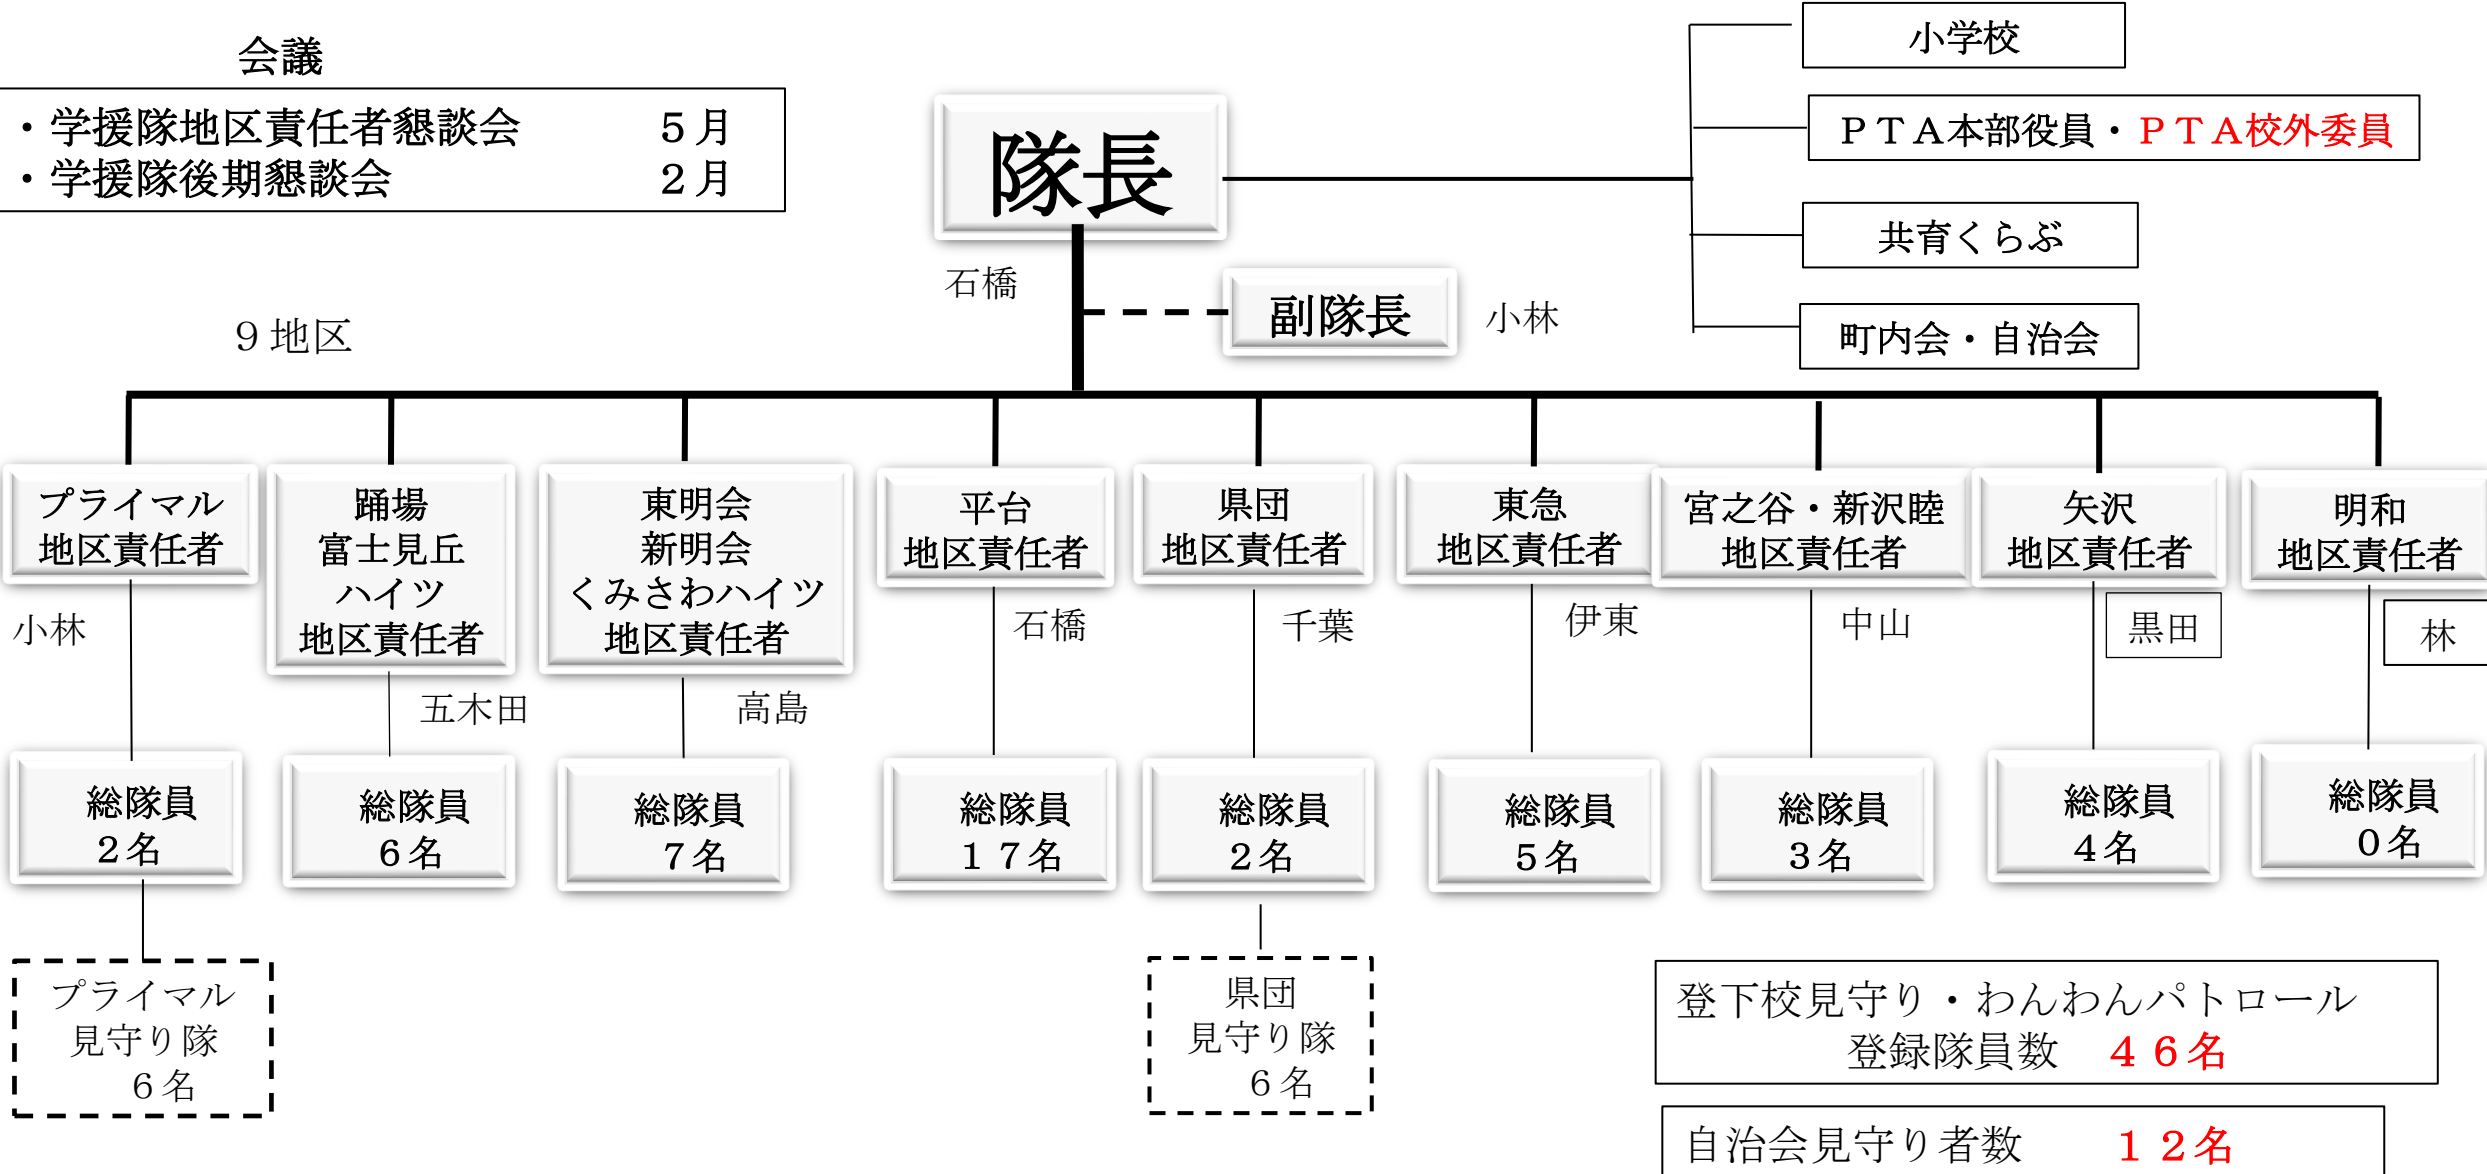 会議
・学援隊地区責任者懇談会　５月
・学援隊後期懇談会　２月
隊長
石橋
副隊長
小林
小学校
ＰＴＡ本部役員・ＰＴＡ校外委員
共育くらぶ
町内会・自治会
９地区
プライマル
地区責任者
小林
踊場
富士見丘
ハイツ
地区責任者
五木田
東明会
新明会
くみさわハイツ
地区責任者
高島
平台
地区責任者
石橋
県団
地区責任者
千葉
東急
地区責任者
伊東
宮之谷・新沢睦
地区責任者
中山
矢沢
地区責任者
黒田
明和
地区責任者
林
総隊員
２名
総隊員
６名
総隊員
７名
総隊員
１７名
総隊員
２名
総隊員
５名
総隊員
３名
総隊員
４名
総隊員
０名
プライマル
見守り隊
６名
県団
見守り隊
６名
登下校見守り・わんわんパトロール
登録隊員数　４６名
自治会見守り者数　１２名